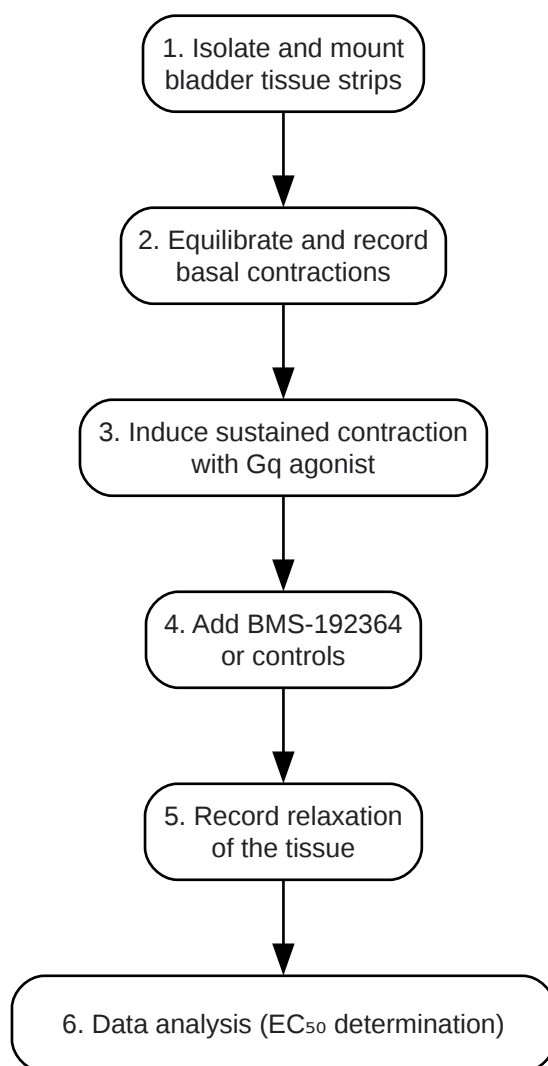 1. Isolate and mount
bladder tissue strips
2. Equilibrate and record
basal contractions
3. Induce sustained contraction
with Gq agonist
4. Add BMS-192364
or controls
5. Record relaxation
of the tissue
6. Data analysis (EC₅₀ determination)